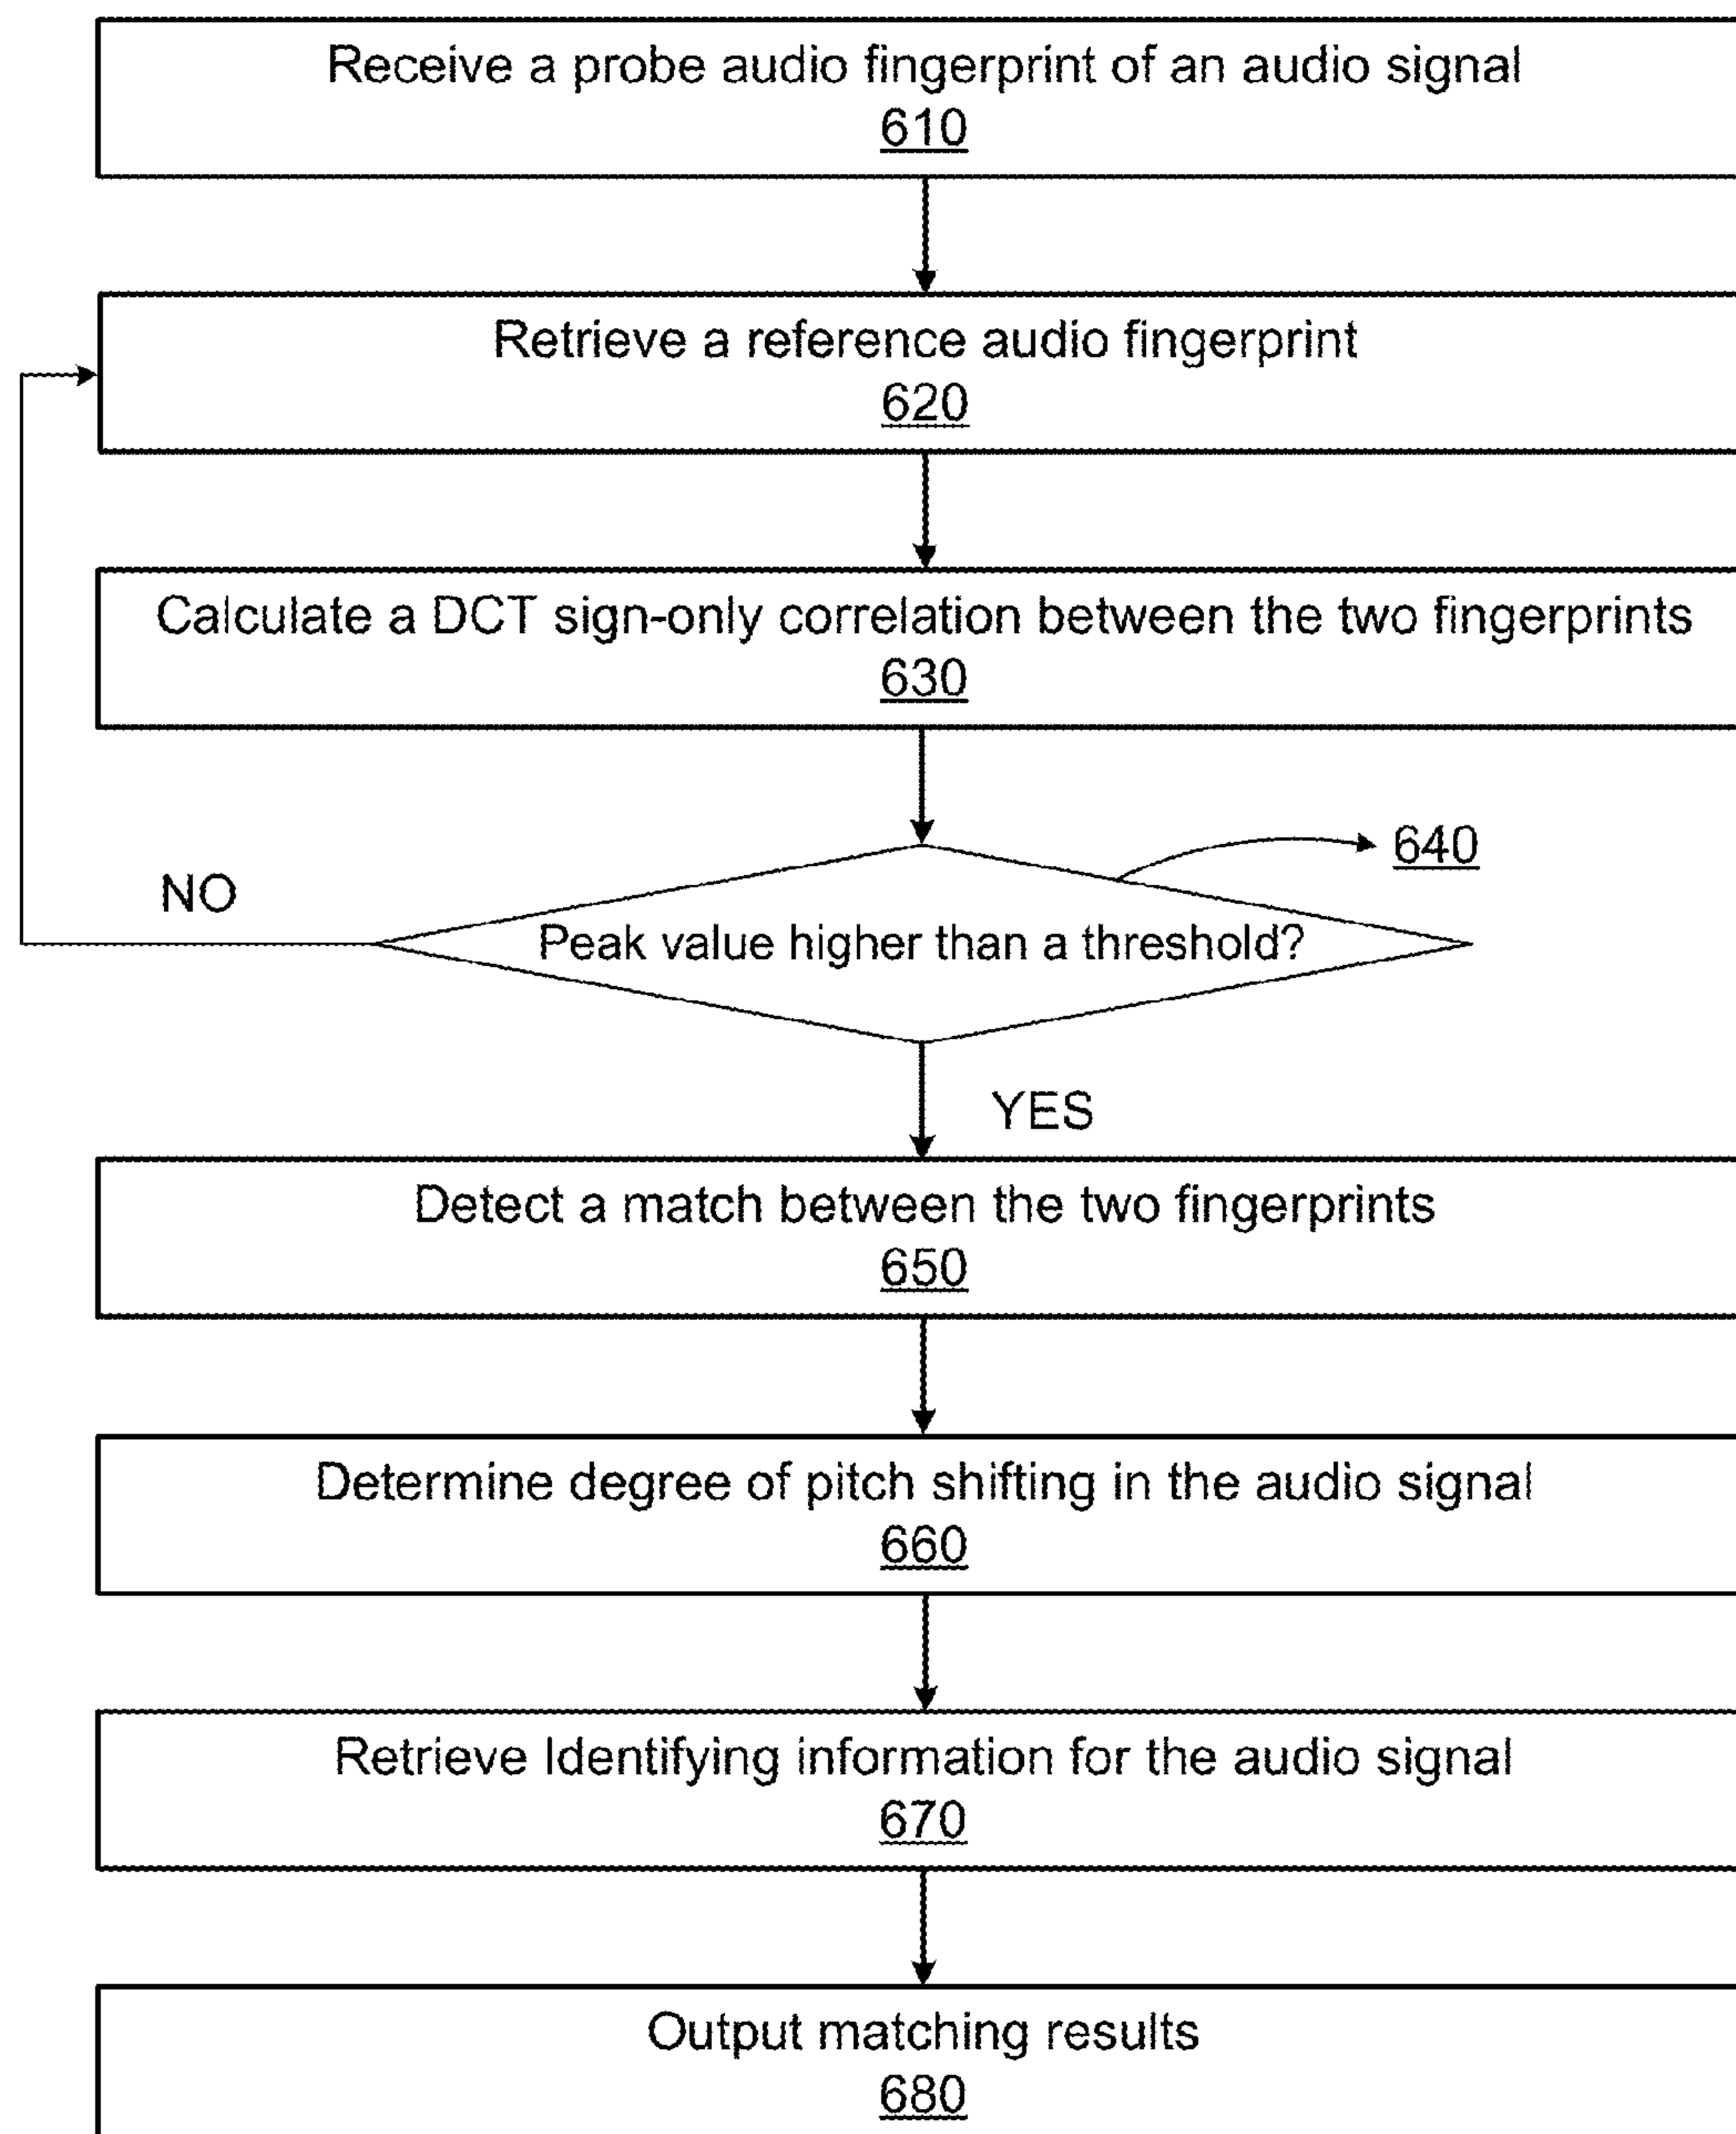 Receive a probe audio fingerprint of an audio signal
610
Retrieve a reference audio fingerprint
620
Calculate a DCT sign-only correlation between the two fingerprints
630
640
NO
Peak value higher than a threshold?
YES
Detect a match between the two fingerprints
650
Determine degree of pitch shifting in the audio signal
660
Retrieve Identifying information for the audio signal
670
Output matching results
680